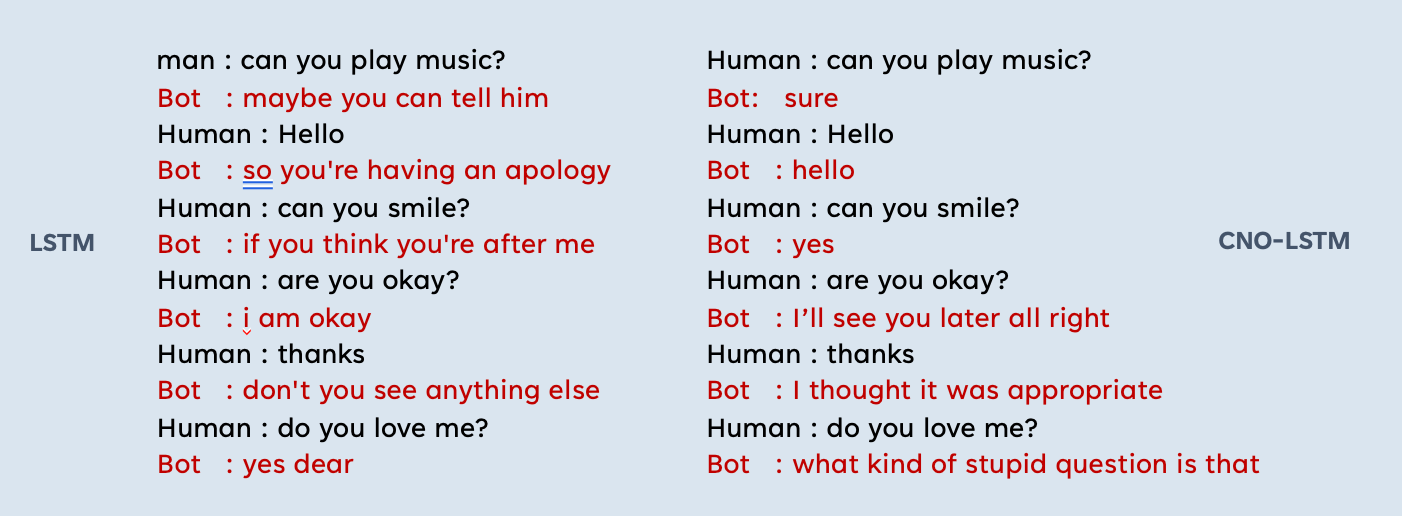 man : can you play music?
Bot : maybe you can tell him
Human : Hello
Bot : so you're having an apology
Human : can you smile?
Bot : if you think you're after me
Human : are you okay?
Bot : i am okay
Human : thanks
Bot : don't you see anything else
Human : do you love me?
Bot : yes dear
LSTM
Human : can you play music?
Bot: sure
Human : Hello
Bot : hello
Human : can you smile?
Bot : yes
Human : are you okay?
Bot : I’ll see you later all right
Human : thanks
Bot : I thought it was appropriate
Human : do you love me?
Bot : what kind of stupid question is that
CNO-LSTM